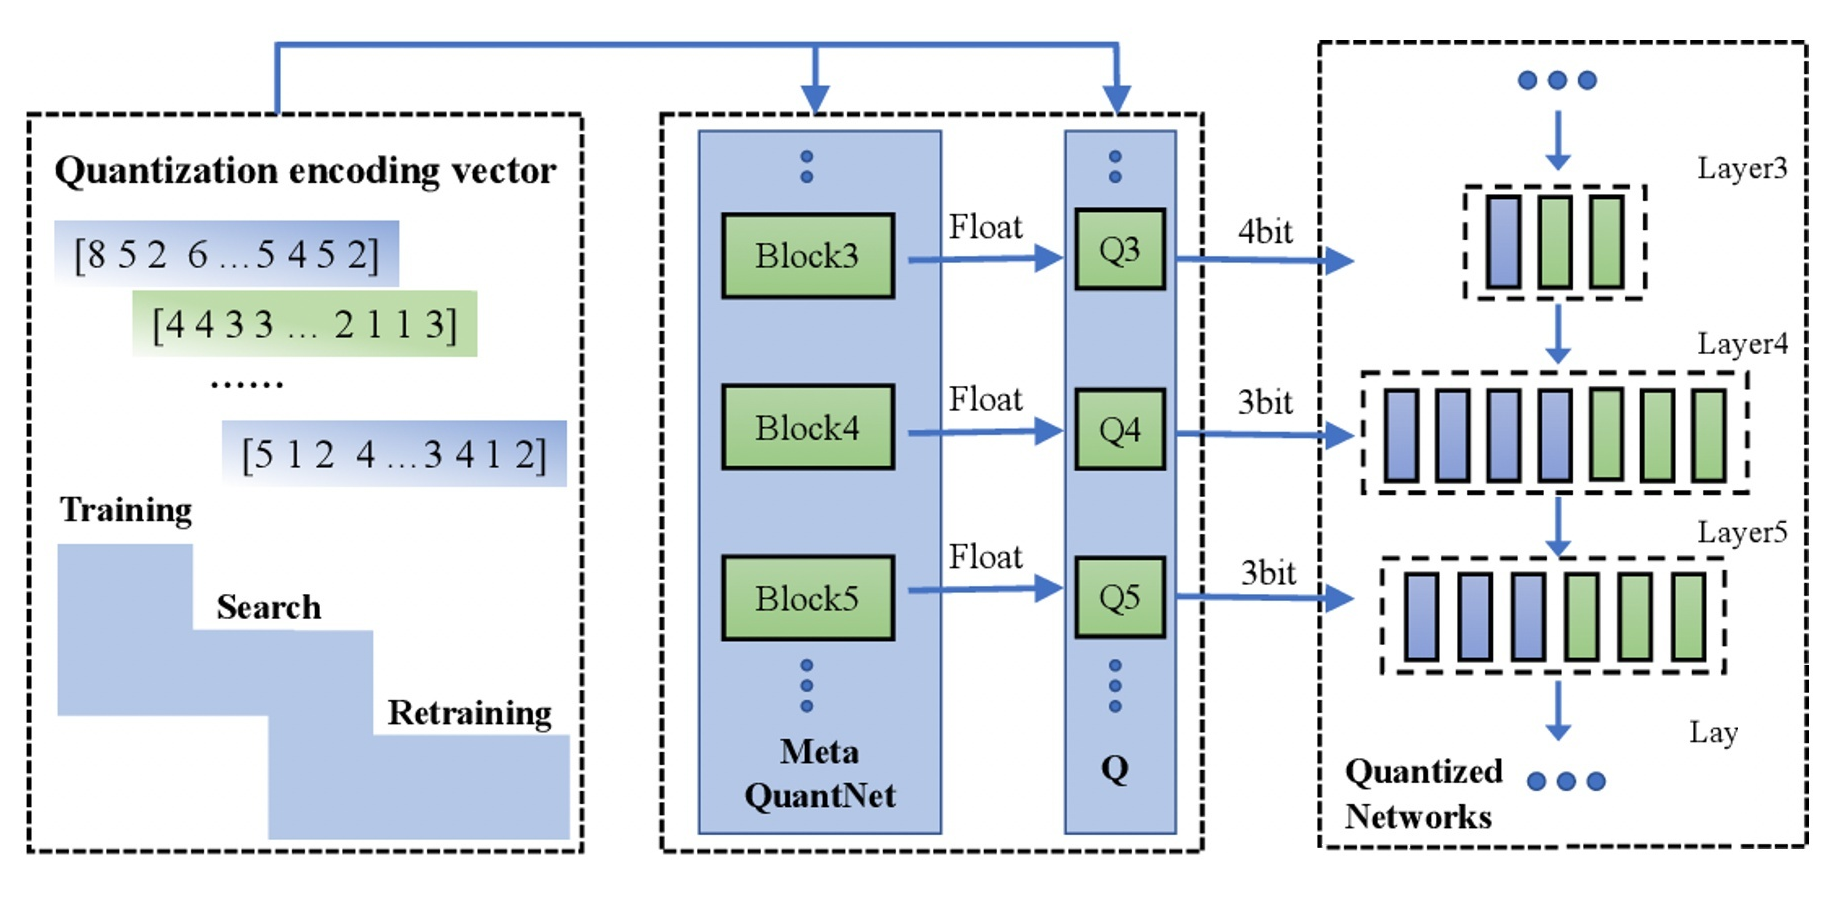 Quantization encoding vector
[8 5 2 6 ...5 4 5 2]
[4 4 3 3 ... 2 1 1 3]
......
[5 1 2 4 ...3 4 1 2]
Training
Search
Retraining
Block3
Float
Q3
4bit
Block4
Float
Q4
3bit
Block5
Float
Q5
3bit
Meta
QuantNet
Q
Layer3
Layer4
Layer5
Lay
Quantized
Networks